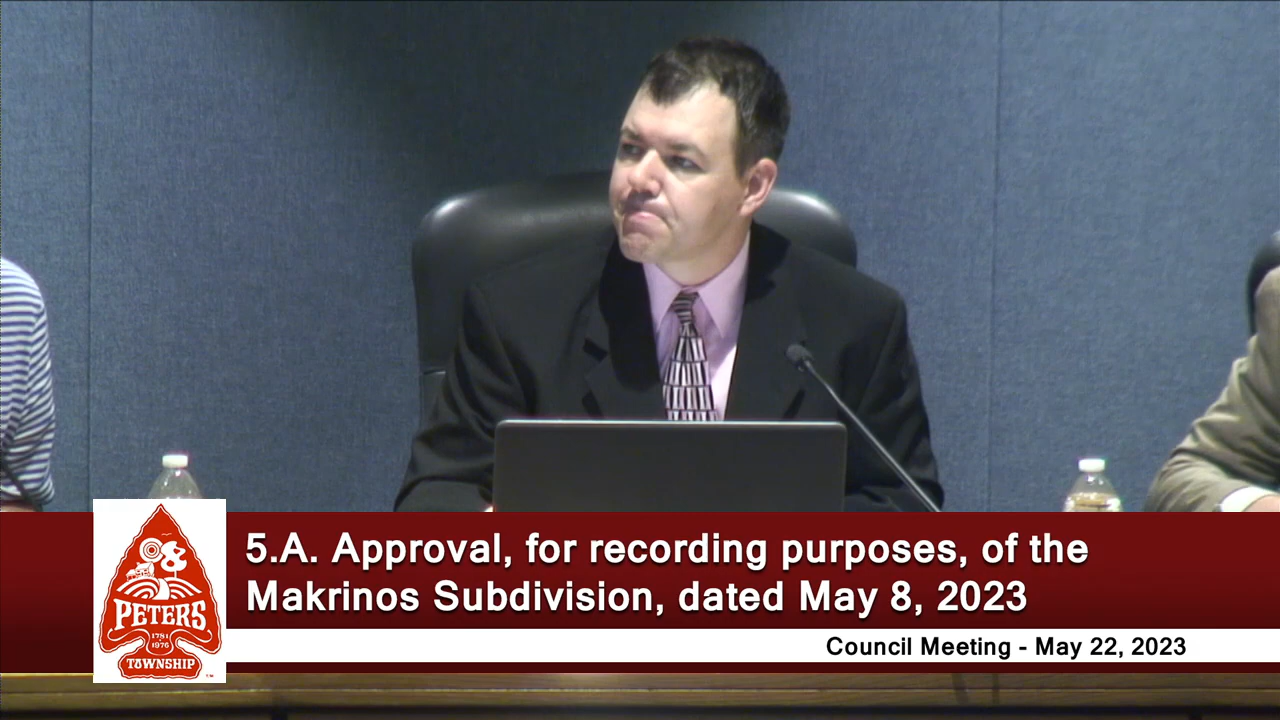 5.A. Approval, for recording purposes, of the
Makrinos Subdivision, dated May 8, 2023
Council Meeting - May 22, 2023
PETERS
1781
1976
TOWNSHIP
TM